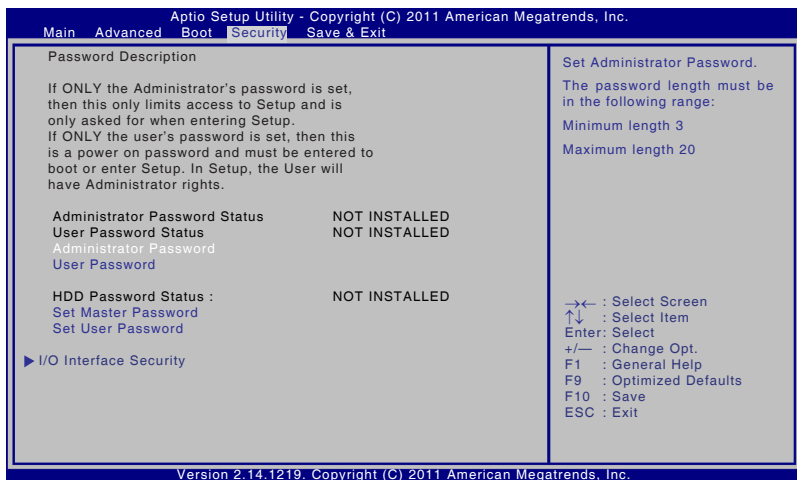 Aptio Setup Utility - Copyright (C) 2011 American Megatrends, Inc.
Main Advanced Boot Security Save & Exit
Password Description
If ONLY the Administrator's password is set,
then this only limits access to Setup and is
only asked for when entering Setup.
If ONLY the user's password is set, then this
is a power on password and must be entered to
boot or enter Setup. In Setup, the User will
have Administrator rights.
Administrator Password Status NOT INSTALLED
User Password Status NOT INSTALLED
Administrator Password
User Password
HDD Password Status : NOT INSTALLED
Set Master Password
Set User Password
▶ I/O Interface Security
Set Administrator Password.
The password length must be
in the following range:
Minimum length 3
Maximum length 20
→← : Select Screen
↑↓ : Select Item
Enter: Select
+/— : Change Opt.
F1 : General Help
F9 : Optimized Defaults
F10 : Save
ESC : Exit
Version 2.14.1219. Copyright (C) 2011 American Megatrends, Inc.